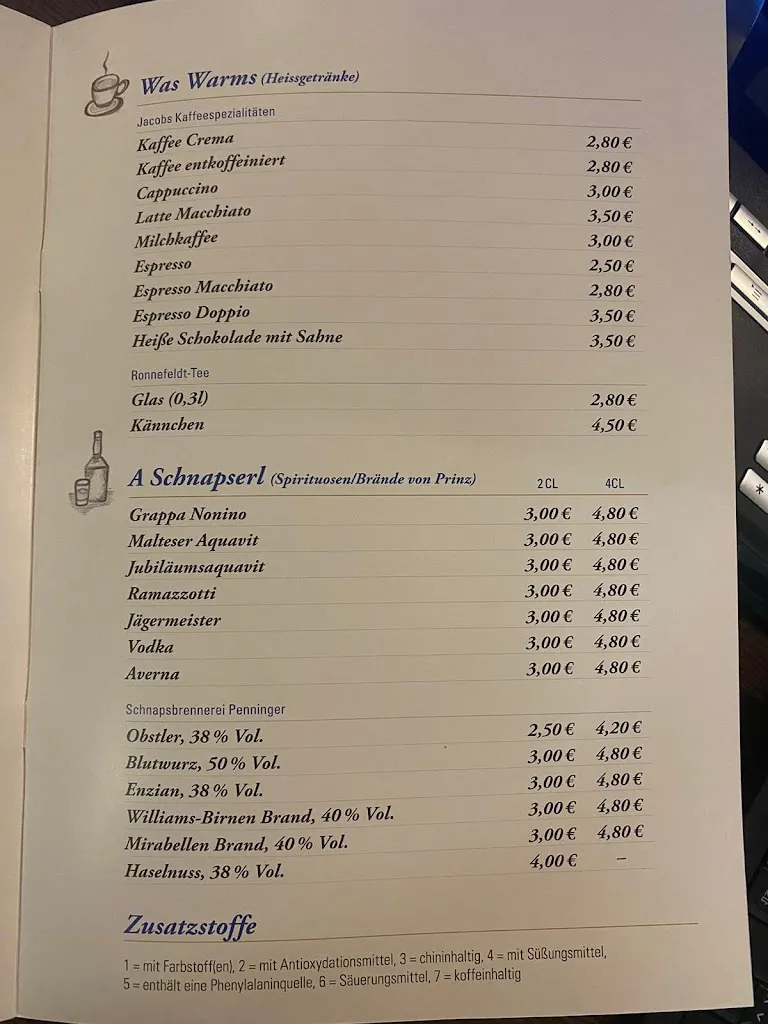 Was Warms (Heissgetränke)
Jacobs Kaffeespezialitäten
Kaffee Crema 2,80 €
Kaffee entkoffeiniert 2,80 €
Cappuccino 3,00 €
Latte Macchiato 3,50 €
Milchkaffee 3,00 €
Espresso 2,50 €
Espresso Macchiato 2,80 €
Espresso Doppio 3,50 €
Heiße Schokolade mit Sahne 3,50 €
Ronnefeldt-Tee
Glas (0,3l) 2,80 €
Kännchen 4,50 €
A Schnapserl (Spirituosen/Brände von Prinz) 2 CL 4CL
Grappa Nonino 3,00 € 4,80 €
Malteser Aquavit 3,00 € 4,80 €
Jubiläumsaquavit 3,00 € 4,80 €
Ramazzotti 3,00 € 4,80 €
Jägermeister 3,00 € 4,80 €
Vodka 3,00 € 4,80 €
Averna 3,00 € 4,80 €
Schnapsbrennerei Penninger
Obstler, 38 % Vol. 2,50 € 4,20 €
Blutwurz, 50 % Vol. 3,00 € 4,80 €
Enzian, 38 % Vol. 3,00 € 4,80 €
Williams-Birnen Brand, 40 % Vol. 3,00 € 4,80 €
Mirabellen Brand, 40 % Vol. 3,00 € 4,80 €
Haselnuss, 38 % Vol. 4,00 € –
Zusatzstoffe
1 = mit Farbstoff(en), 2 = mit Antioxydationsmittel, 3 = chininhaltig, 4 = mit Süßungsmittel,
5 = enthält eine Phenylalaninquelle, 6 = Säuerungsmittel, 7 = koffeinhaltig